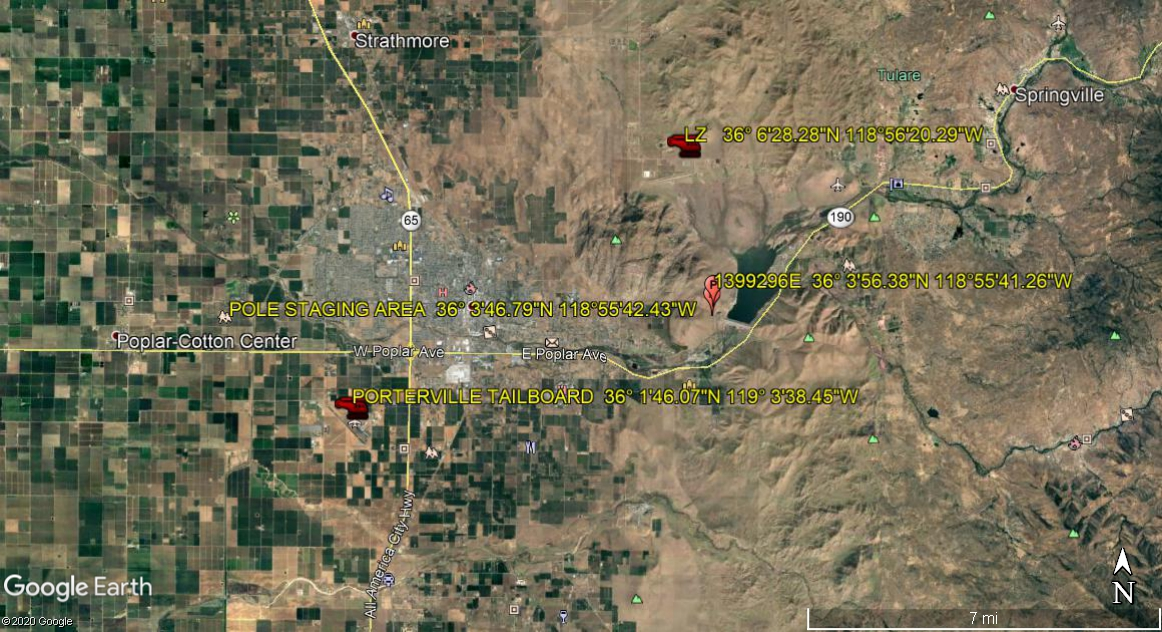 Strathmore
Tulare
Springville
LZ 36° 6'28.28"N 118°56'20.29"W
65
190
1399296E 36° 3'56.38"N 118°55'41.26"W
POLE STAGING AREA 36° 3'46.79"N 118°55'42.43"W
Poplar-Cotton Center
W Poplar Ave
E Poplar Ave
PORTERVILLE TAILBOARD 36° 1'46.07"N 119° 3'38.45"W
All America City Hwy
Google Earth
N
©2020 Google
7 mi